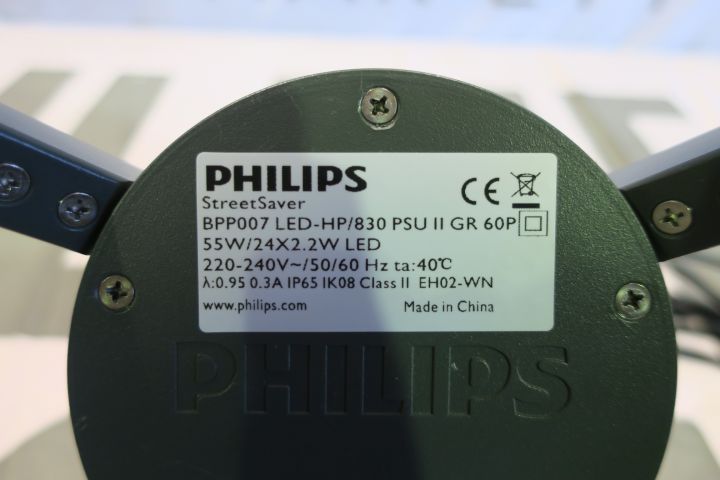 PHILIPS
CE
StreetSaver
BPP007 LED-HP/830 PSU II GR 60P
55W/24X2.2W LED
220-240V~/50/60 Hz ta:40℃
λ:0.95 0.3A IP65 IK08 Class II EH02-WN
www.philips.com Made in China
PHILIPS